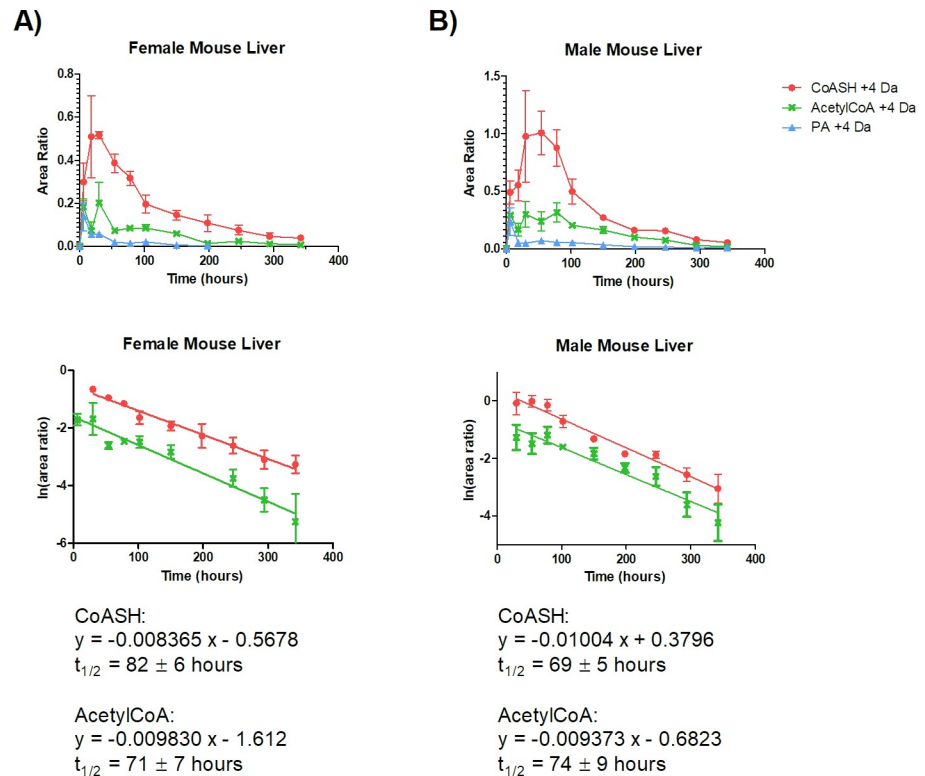 A)
B)
Female Mouse Liver
Area Ratio
0.8
0.6
0.4
0.2
0.0
0 100 200 300 400
Time (hours)
Male Mouse Liver
Area Ratio
1.5
1.0
0.5
0.0
0 100 200 300 400
Time (hours)
CoASH +4 Da
AcetylCoA +4 Da
PA +4 Da
Female Mouse Liver
ln(area ratio)
0
-2
-4
-6
0 100 200 300 400
Time (hours)
Male Mouse Liver
ln(area ratio)
0
-2
-4
0 100 200 300 400
Time (hours)
CoASH:
y = -0.008365 x - 0.5678
t1/2 = 82 ± 6 hours
AcetylCoA:
y = -0.009830 x - 1.612
t1/2 = 71 ± 7 hours
CoASH:
y = -0.01004 x + 0.3796
t1/2 = 69 ± 5 hours
AcetylCoA:
y = -0.009373 x - 0.6823
t1/2 = 74 ± 9 hours